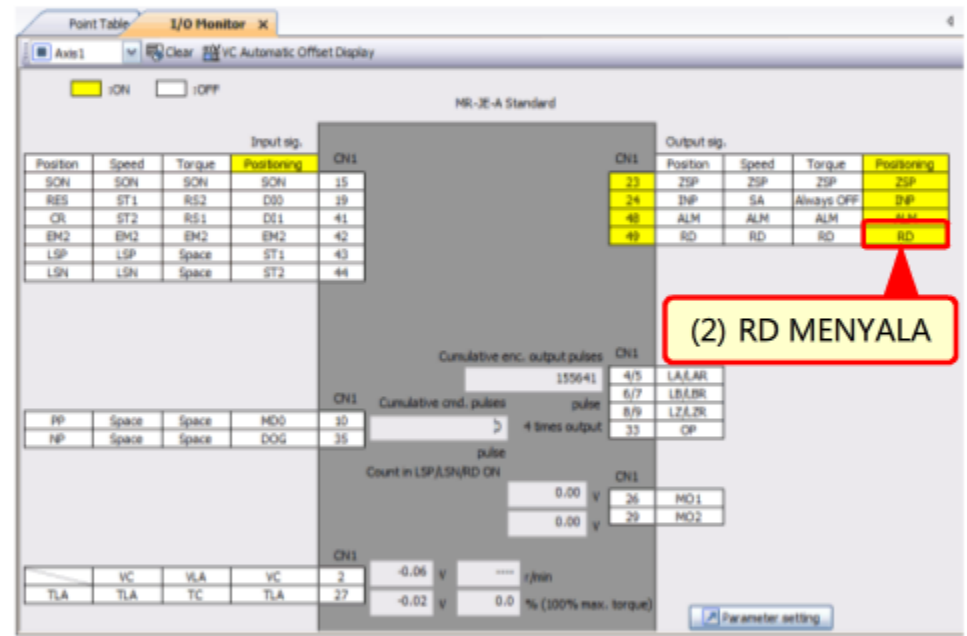 Point Table I/O Monitor x
Axis1 Clear VC Automatic Offset Display
:ON :OFF
MR-JE-A Standard
Input sig. Output sig.
Position Speed Torque Positioning CN1 CN1 Position Speed Torque Positioning
SON SON SON SON 15 23 ZSP ZSP ZSP ZSP
RES ST1 RS2 DI0 19 24 INP SA Always OFF INP
CR ST2 RS1 DI1 41 48 ALM ALM ALM ALM
EM2 EM2 EM2 EM2 42 49 RD RD RD RD
LSP LSP Space ST1 43
LSN LSN Space ST2 44
(2) RD MENYALA
Cumulative enc. output pulses CN1
155641 4/5 LA/LAR
CN1 Cumulative cmd. pulses pulse 6/7 LB/LBR
4 times output 8/9 LZ/LZR
PP Space Space MD0 10 33 OP
NP Space Space DOG 35
pulse
Count in LSP/LSN/RD ON CN1
0.00 V 26 MO1
0.00 V 29 MO2
CN1
VC VLA VC 2 -0.06 V ---- r/min
TLA TLA TC TLA 27 -0.02 V 0.0 % (100% max. torque)
Parameter setting